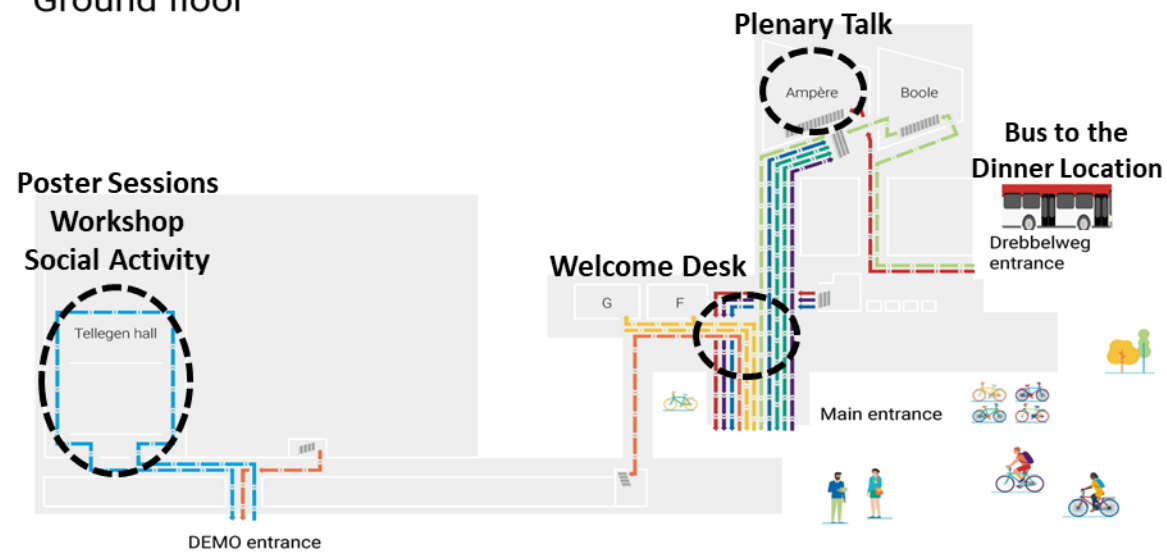 Ground floor
Plenary Talk
Ampère
Boole
Bus to the
Dinner Location
Drebbelweg
entrance
Poster Sessions
Workshop
Social Activity
Tellegen hall
Welcome Desk
G
F
Main entrance
DEMO entrance